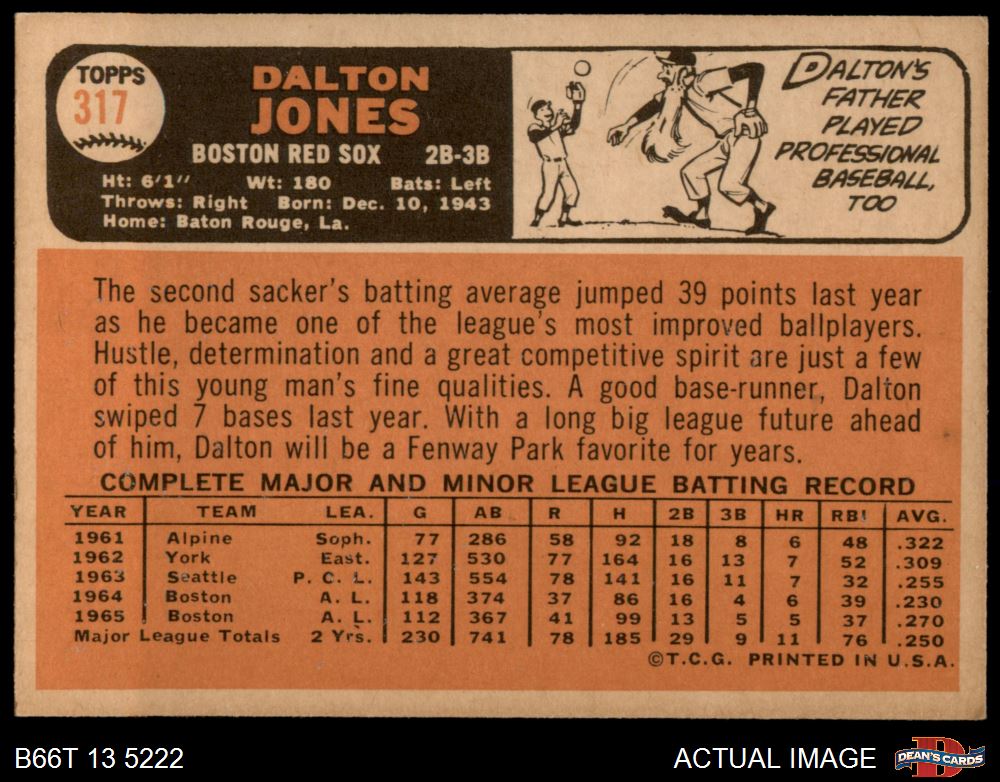 TOPPS
317
DALTON
JONES
BOSTON RED SOX 2B-3B
Ht: 6'1" Wt: 180 Bats: Left
Throws: Right Born: Dec. 10, 1943
Home: Baton Rouge, La.
DALTON'S
FATHER
PLAYED
PROFESSIONAL
BASEBALL,
TOO
The second sacker's batting average jumped 39 points last year
as he became one of the league's most improved ballplayers.
Hustle, determination and a great competitive spirit are just a few
of this young man's fine qualities. A good base-runner, Dalton
swiped 7 bases last year. With a long big league future ahead
of him, Dalton will be a Fenway Park favorite for years.
COMPLETE MAJOR AND MINOR LEAGUE BATTING RECORD
YEAR TEAM LEA. G AB R H 2B 3B HR RBI AVG.
1961 Alpine Soph. 77 286 58 92 18 8 6 48 .322
1962 York East. 127 530 77 164 16 13 7 52 .309
1963 Seattle P. C. L. 143 554 78 141 16 11 7 32 .255
1964 Boston A. L. 118 374 37 86 16 4 6 39 .230
1965 Boston A. L. 112 367 41 99 13 5 5 37 .270
Major League Totals 2 Yrs. 230 741 78 185 29 9 11 76 .250
©T.C.G. PRINTED IN U.S.A.
B66T 13 5222 ACTUAL IMAGE
D
DEAN'S CARDS